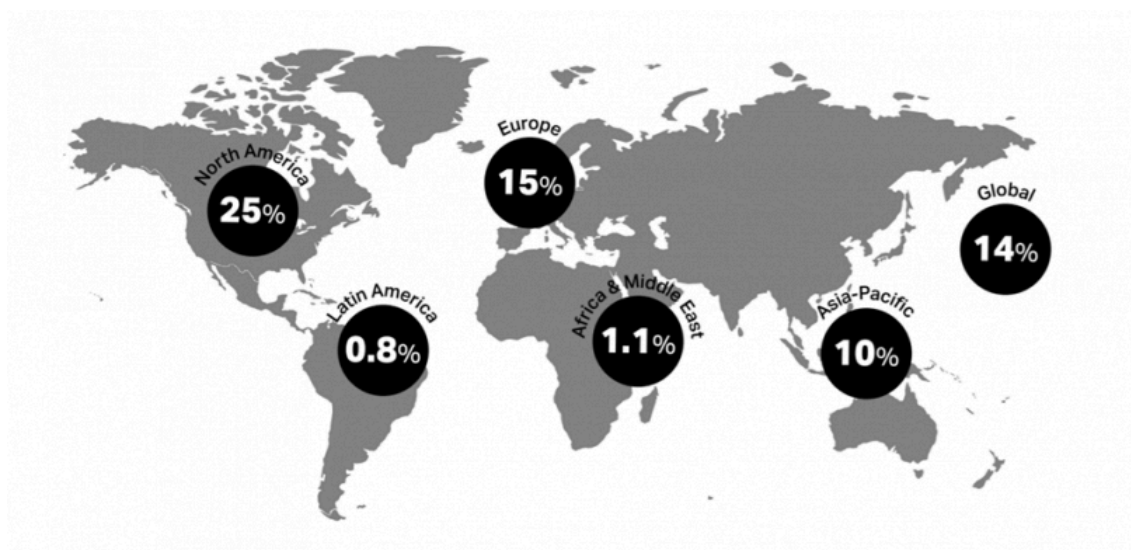 North America
25%
Europe
15%
Global
14%
Latin America
0.8%
Africa & Middle East
1.1%
Asia-Pacific
10%